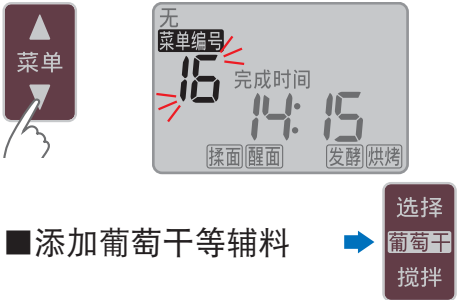 菜单
无
菜单编号
16
完成时间
14:15
揉面 醒面 发酵 烘烤
■添加葡萄干等辅料
选择
葡萄干
搅拌